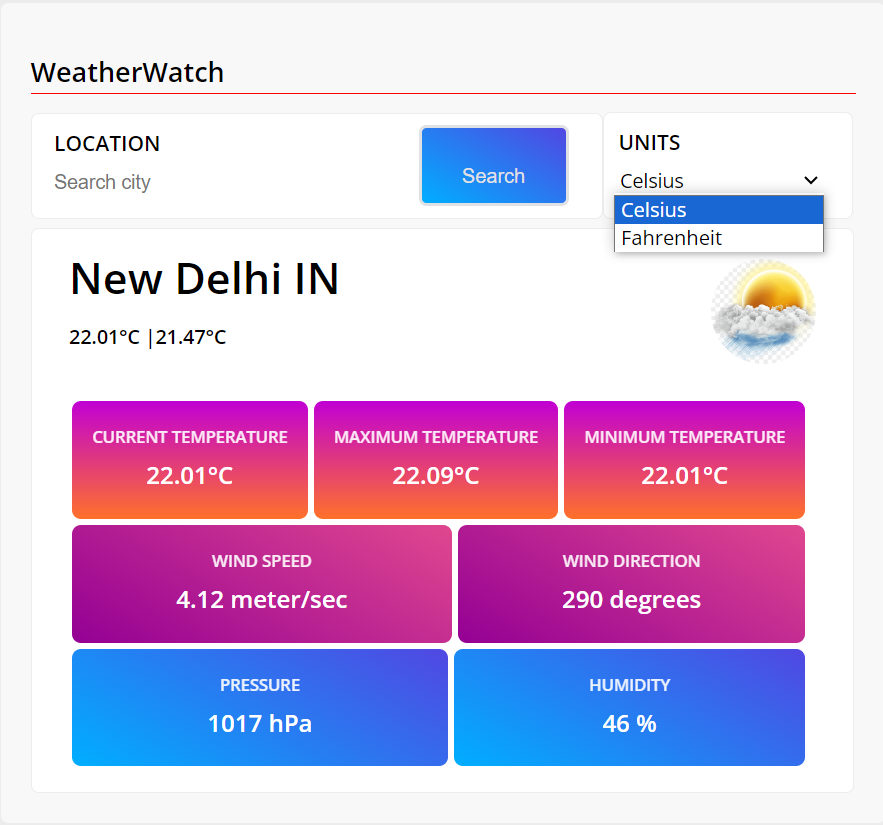 WeatherWatch
LOCATION
Search city
Search
UNITS
Celsius
Celsius
Fahrenheit
New Delhi IN
22.01°C |21.47°C
CURRENT TEMPERATURE
22.01°C
MAXIMUM TEMPERATURE
22.09°C
MINIMUM TEMPERATURE
22.01°C
WIND SPEED
4.12 meter/sec
WIND DIRECTION
290 degrees
PRESSURE
1017 hPa
HUMIDITY
46 %